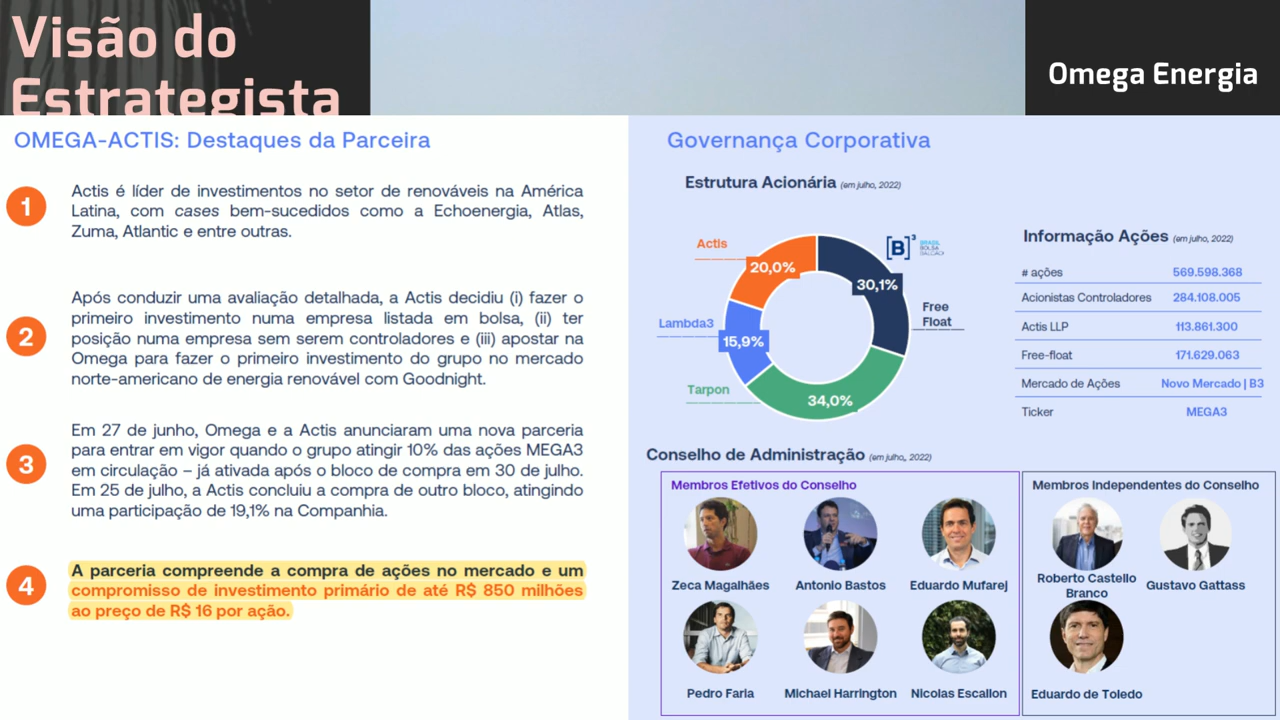 Visão do
Estrategista
Omega Energia
OMEGA-ACTIS: Destaques da Parceira
1
Actis é líder de investimentos no setor de renováveis na América
Latina, com cases bem-sucedidos como a Echoenergia, Atlas,
Zuma, Atlantic e entre outras.
2
Após conduzir uma avaliação detalhada, a Actis decidiu (i) fazer o
primeiro investimento numa empresa listada em bolsa, (ii) ter
posição numa empresa sem serem controladores e (iii) apostar na
Omega para fazer o primeiro investimento do grupo no mercado
norte-americano de energia renovável com Goodnight.
3
Em 27 de junho, Omega e a Actis anunciaram uma nova parceria
para entrar em vigor quando o grupo atingir 10% das ações MEGA3
em circulação – já ativada após o bloco de compra em 30 de julho.
Em 25 de julho, a Actis concluiu a compra de outro bloco, atingindo
uma participação de 19,1% na Companhia.
4
A parceria compreende a compra de ações no mercado e um
compromisso de investimento primário de até R$ 850 milhões
ao preço de R$ 16 por ação.
Governança Corporativa
Estrutura Acionária (em julho, 2022)
Actis
20,0%
[B]³ BRASIL
BOLSA
BALCÃO
30,1%
Free
Float
Lambda3
15,9%
Tarpon
34,0%
Informação Ações (em julho, 2022)
# ações 569.598.368
Acionistas Controladores 284.108.005
Actis LLP 113.861.300
Free-float 171.629.063
Mercado de Ações Novo Mercado | B3
Ticker MEGA3
Conselho de Administração (em julho,, 2022)
Membros Efetivos do Conselho
Zeca Magalhães Antonio Bastos Eduardo Mufarej
Pedro Faria Michael Harrington Nicolas Escallon
Membros Independentes do Conselho
Roberto Castello
Branco
Gustavo Gattass
Eduardo de Toledo